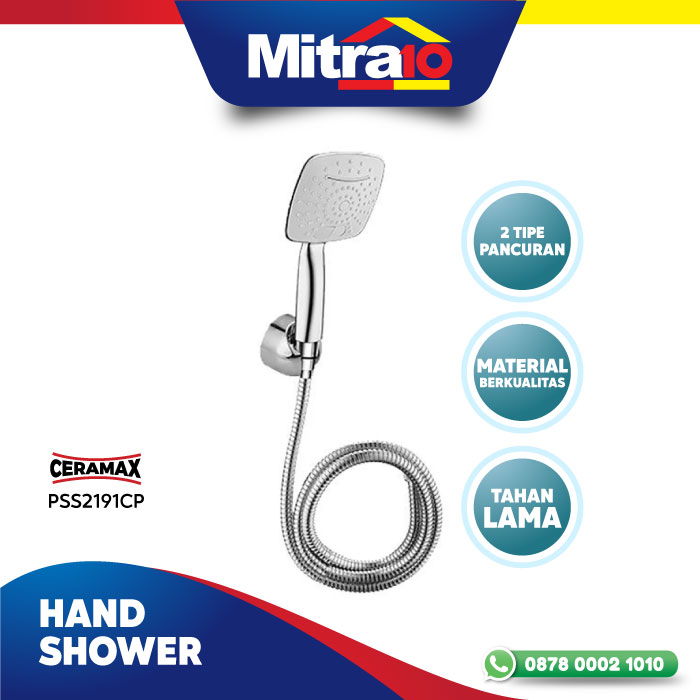 Mitra10
2 TIPE
PANCURAN
MATERIAL
BERKUALITAS
CERAMAX
PSS2191CP
TAHAN
LAMA
HAND
SHOWER
0878 0002 1010